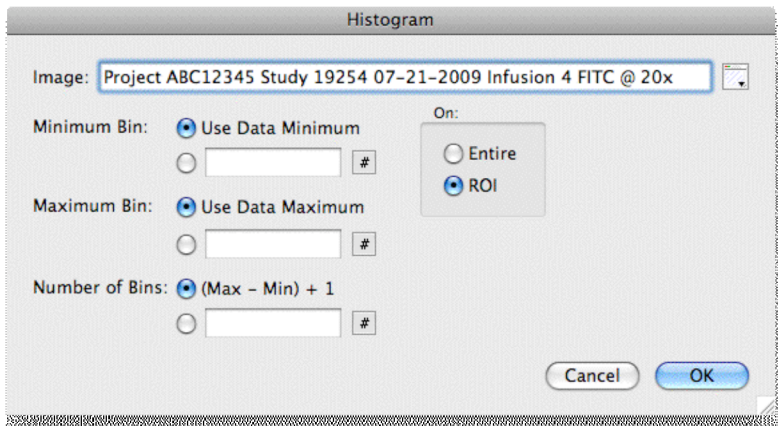 Histogram
Image: Project ABC12345 Study 19254 07-21-2009 Infusion 4 FITC @ 20x
On:
Minimum Bin: Use Data Minimum
Entire
#
ROI
Maximum Bin: Use Data Maximum
#
Number of Bins: (Max - Min) + 1
#
Cancel OK